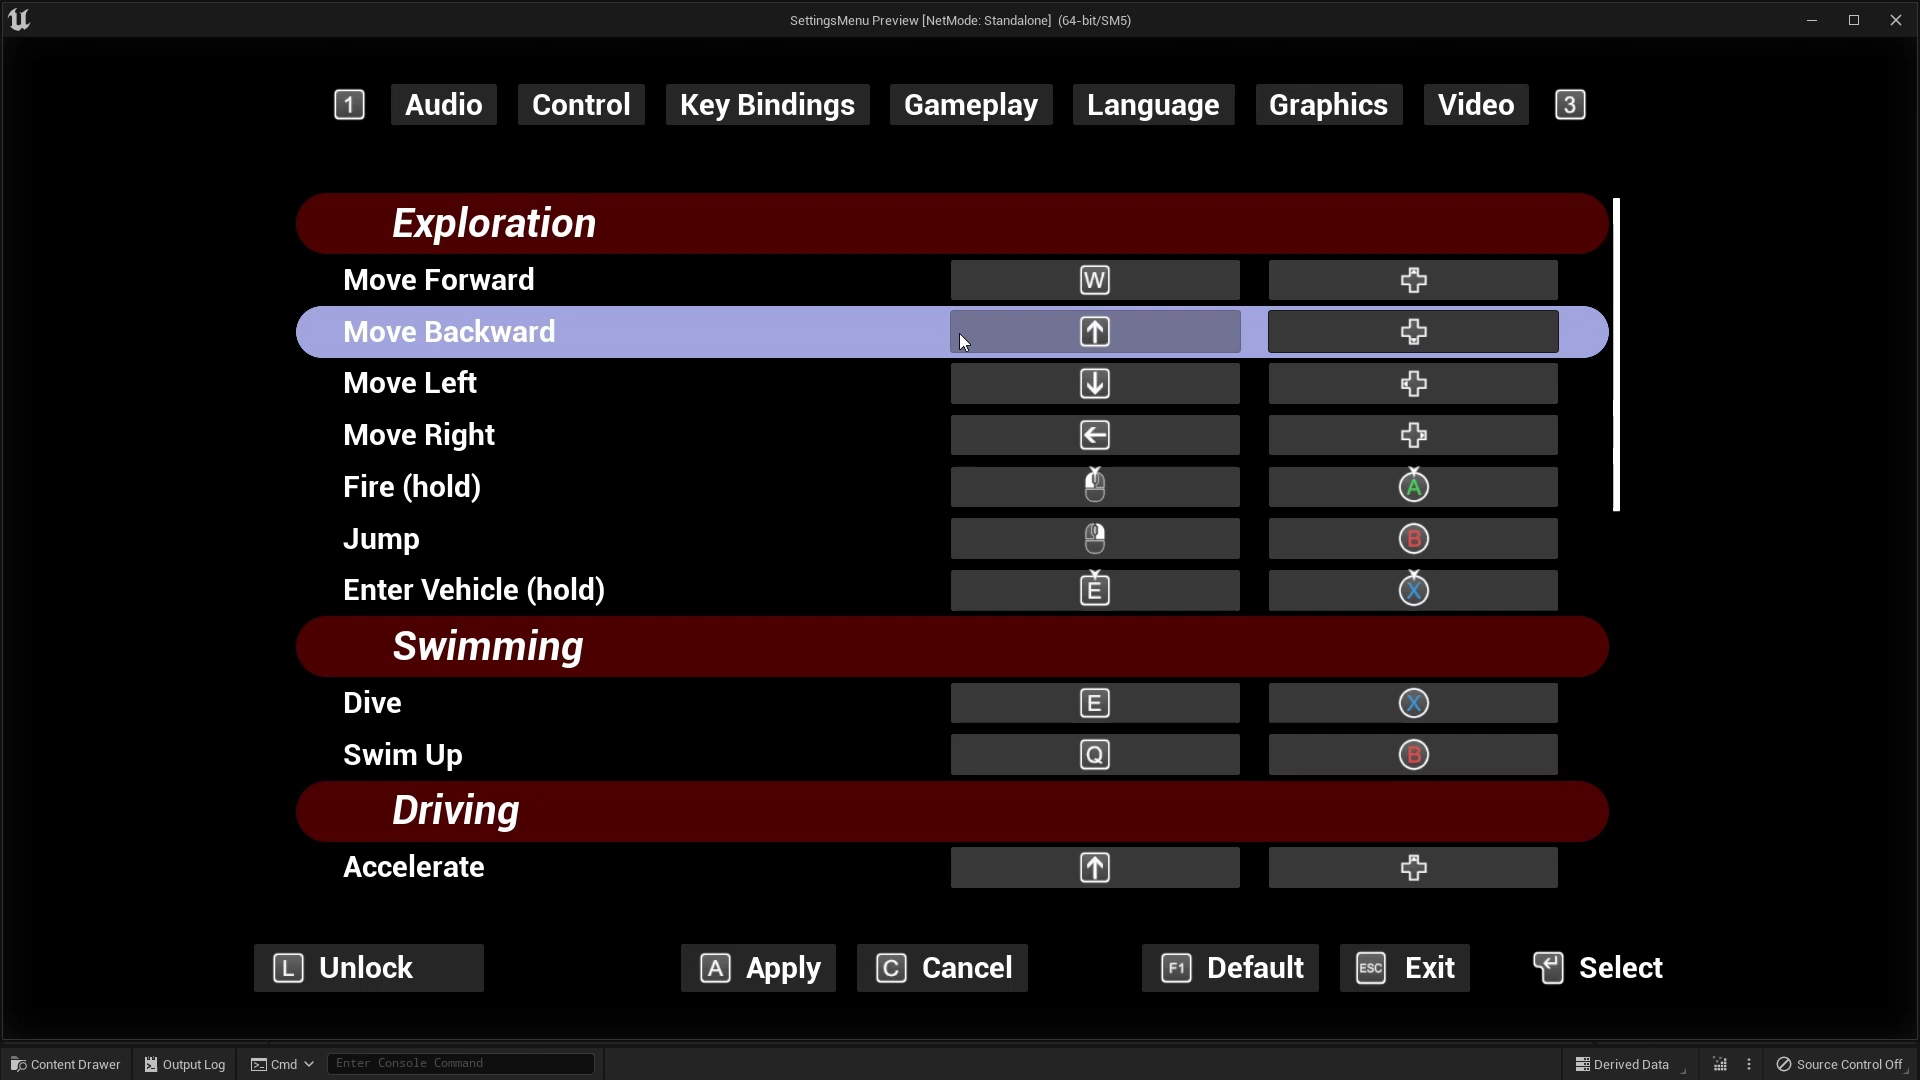 SettingsMenu Preview [NetMode: Standalone] (64-bit/SM5)
1 Audio Control Key Bindings Gameplay Language Graphics Video 3
Exploration
Move Forward W
Move Backward
Move Left
Move Right
Fire (hold) A
Jump B
Enter Vehicle (hold) E X
Swimming
Dive E X
Swim Up Q B
Driving
Accelerate
L Unlock A Apply C Cancel F1 Default ESC Exit Select
Content Drawer Output Log Cmd Enter Console Command Derived Data Source Control Off